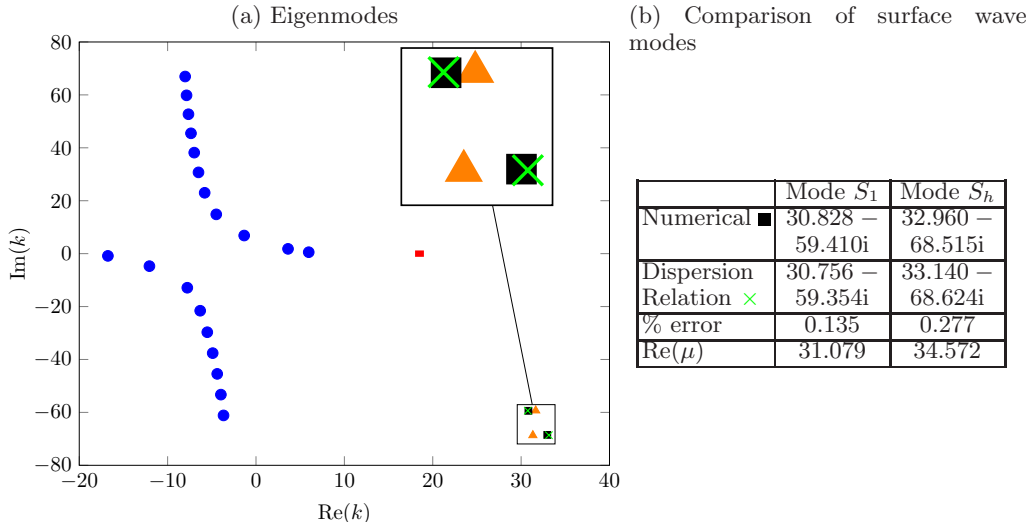 (a) Eigenmodes
80
60
40
20
0
−20
−40
−60
−80
−20
−10
0
10
20
30
40
Im(k)
Re(k)
(b) Comparison of surface wave
modes
Mode S₁ Mode Sₕ
Numerical ■ 30.828 − 32.960 −
59.410i 68.515i
Dispersion 30.756 − 33.140 −
Relation × 59.354i 68.624i
% error 0.135 0.277
Re(μ) 31.079 34.572